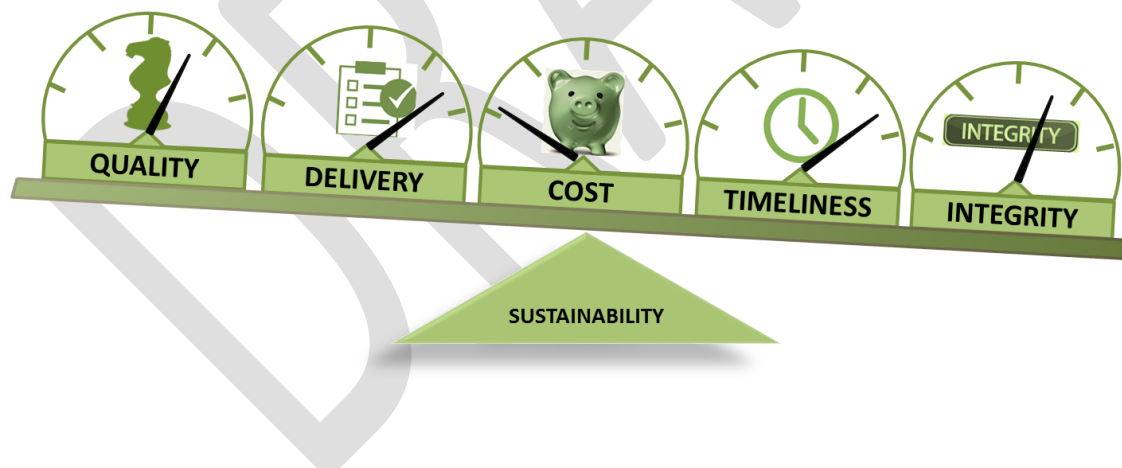 INTEGRITY
QUALITY
DELIVERY
COST
TIMELINESS
INTEGRITY
SUSTAINABILITY